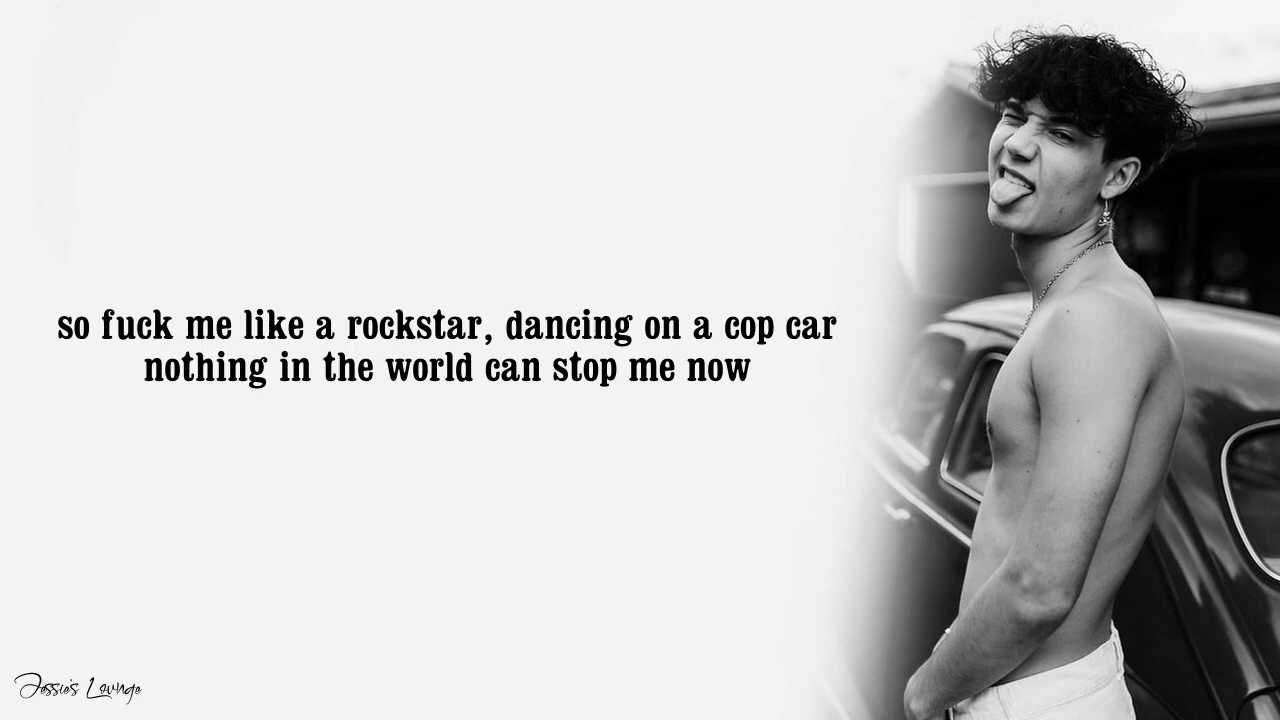 so fuck me like a rockstar, dancing on a cop car
nothing in the world can stop me now
Jessie's Lounge